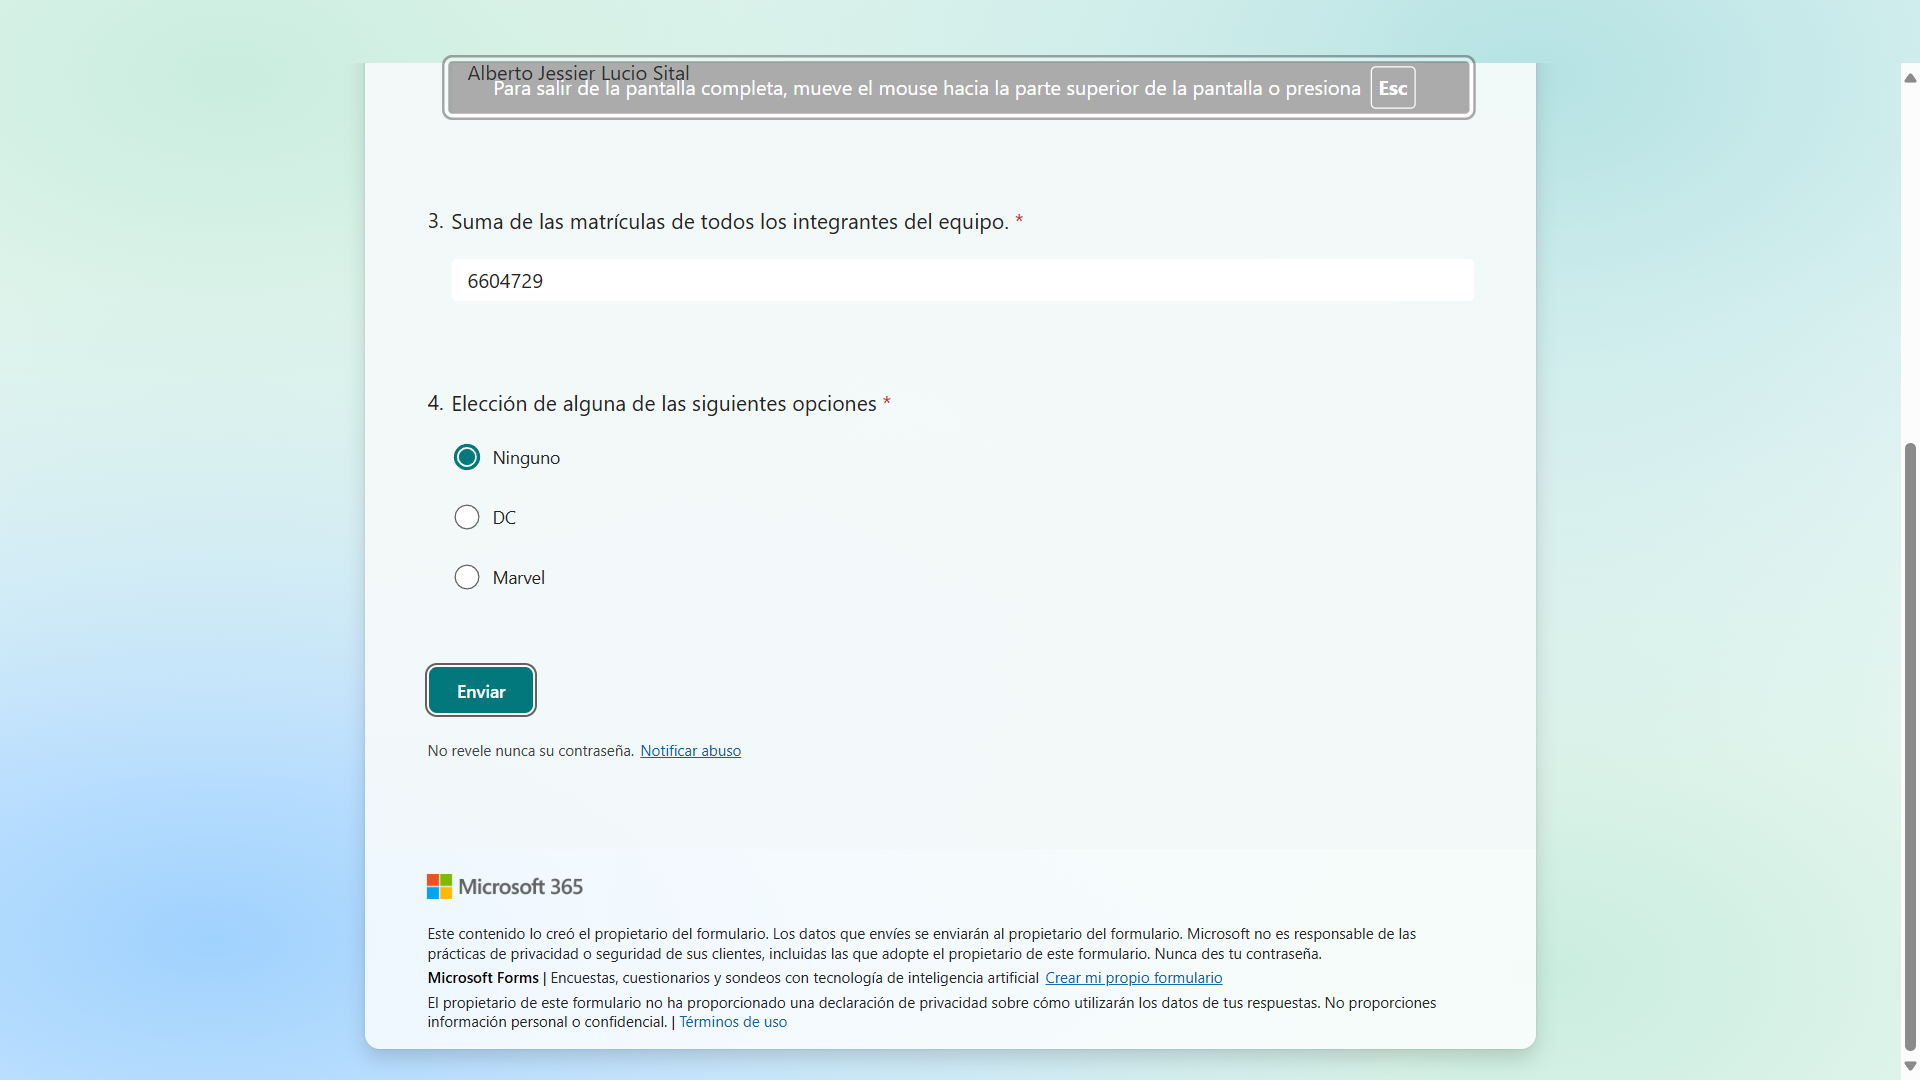 Alberto Jessier Lucio Sital
Para salir de la pantalla completa, mueve el mouse hacia la parte superior de la pantalla o presiona Esc
3. Suma de las matrículas de todos los integrantes del equipo. *
6604729
4. Elección de alguna de las siguientes opciones *
Ninguno
DC
Marvel
Enviar
No revele nunca su contraseña. Notificar abuso
Microsoft 365
Este contenido lo creó el propietario del formulario. Los datos que envíes se enviarán al propietario del formulario. Microsoft no es responsable de las
prácticas de privacidad o seguridad de sus clientes, incluidas las que adopte el propietario de este formulario. Nunca des tu contraseña.
Microsoft Forms | Encuestas, cuestionarios y sondeos con tecnología de inteligencia artificial Crear mi propio formulario
El propietario de este formulario no ha proporcionado una declaración de privacidad sobre cómo utilizarán los datos de tus respuestas. No proporciones
información personal o confidencial. | Términos de uso